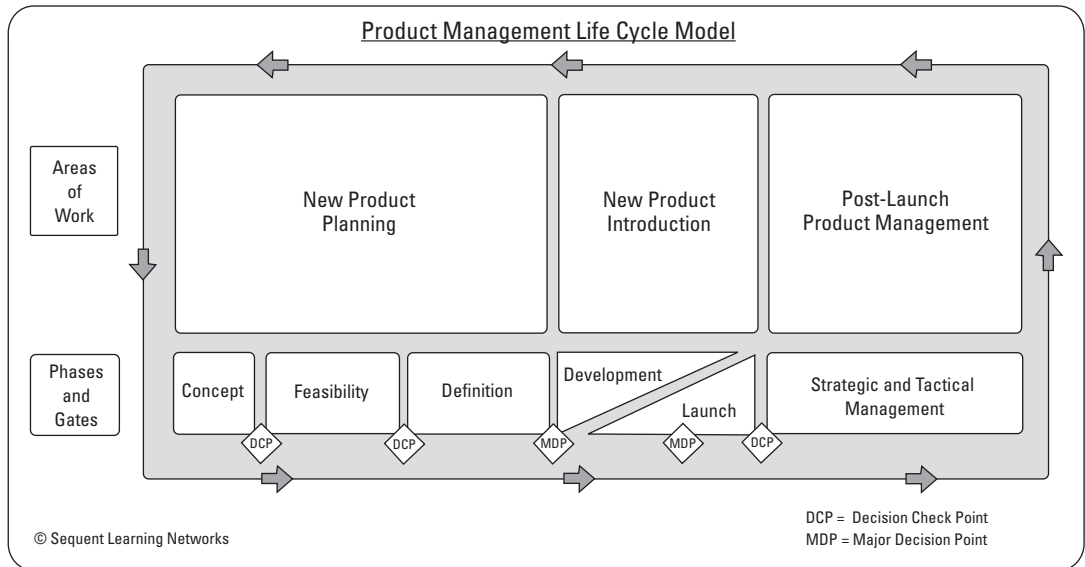 Product Management Life Cycle Model
Areas
of
Work
New Product
Planning
New Product
Introduction
Post-Launch
Product Management
Phases
and
Gates
Concept
Feasibility
Definition
Development
Launch
Strategic and Tactical
Management
DCP
DCP
MDP
MDP
DCP
© Sequent Learning Networks
DCP = Decision Check Point
MDP = Major Decision Point